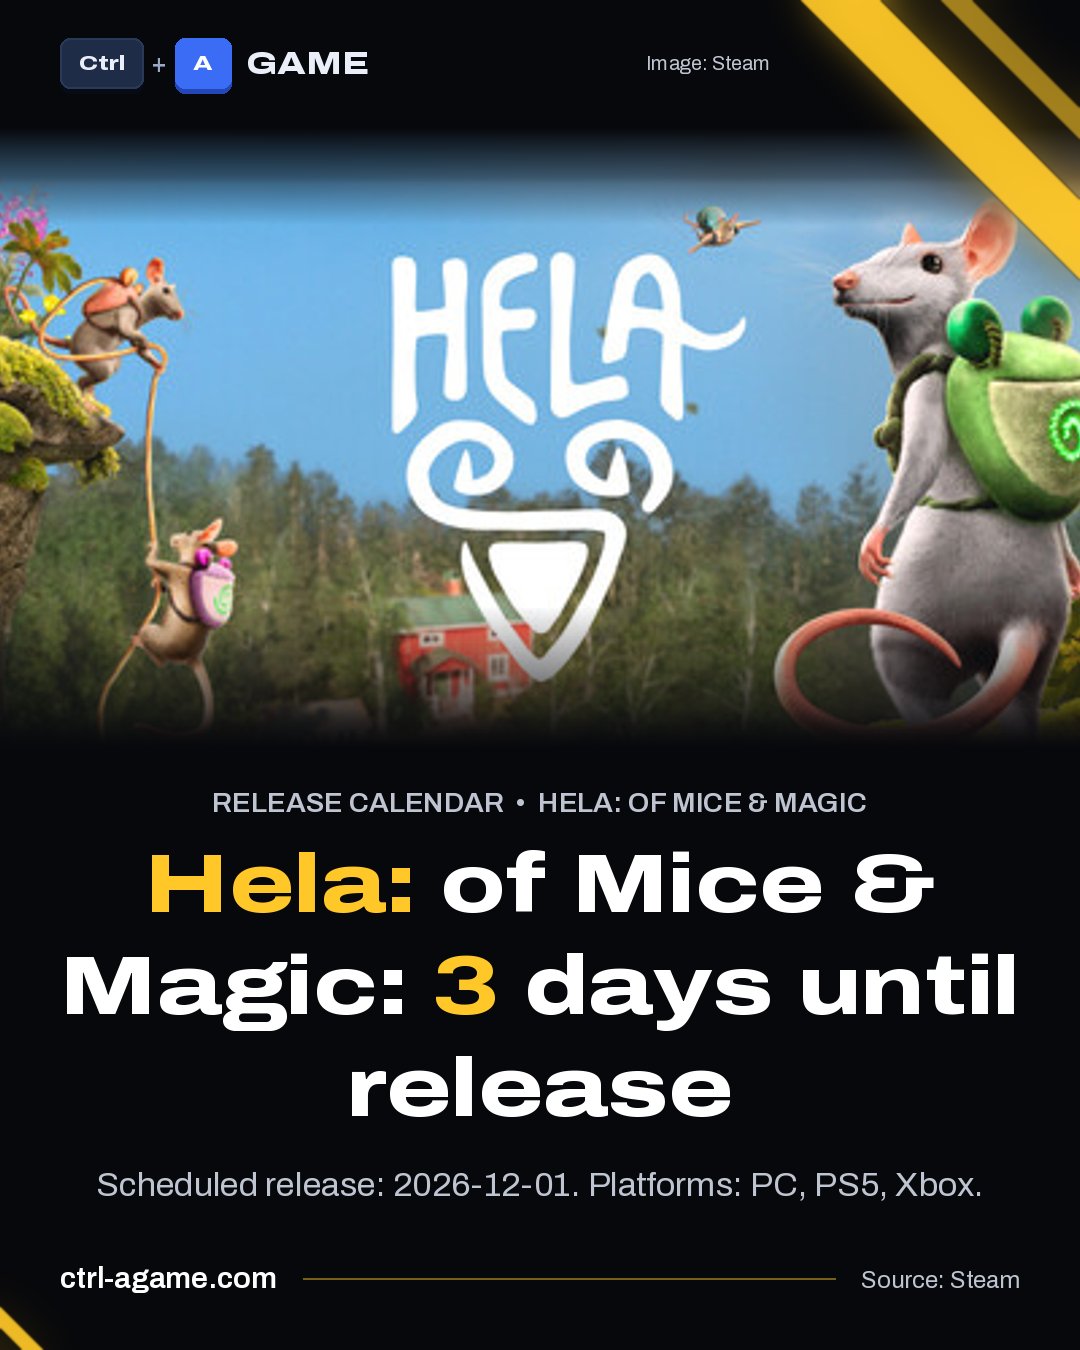 Ctrl + A GAME
Image: Steam
HELA
RELEASE CALENDAR • HELA: OF MICE & MAGIC
Hela: of Mice &
Magic: 3 days until
release
Scheduled release: 2026-12-01. Platforms: PC, PS5, Xbox.
ctrl-agame.com
Source: Steam